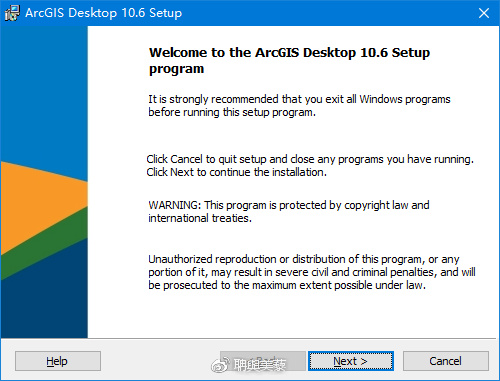 ArcGIS Desktop 10.6 Setup
Welcome to the ArcGIS Desktop 10.6 Setup
program
It is strongly recommended that you exit all Windows programs
before running this setup program.
Click Cancel to quit setup and close any programs you have running.
Click Next to continue the installation.
WARNING: This program is protected by copyright law and
international treaties.
Unauthorized reproduction or distribution of this program, or any
portion of it, may result in severe civil and criminal penalties, and will
be prosecuted to the maximum extent possible under law.
Help
Next >
Cancel